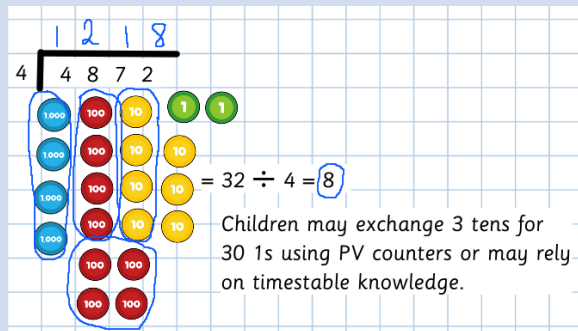 1 2 1 8
4 4 8 7 2
1,000 100 10 1 1
1,000 100 10 10
1,000 100 10 10 = 32 ÷ 4 = 8
1,000 100 10 10
100 100
100 100
Children may exchange 3 tens for
30 1s using PV counters or may rely
on timestable knowledge.